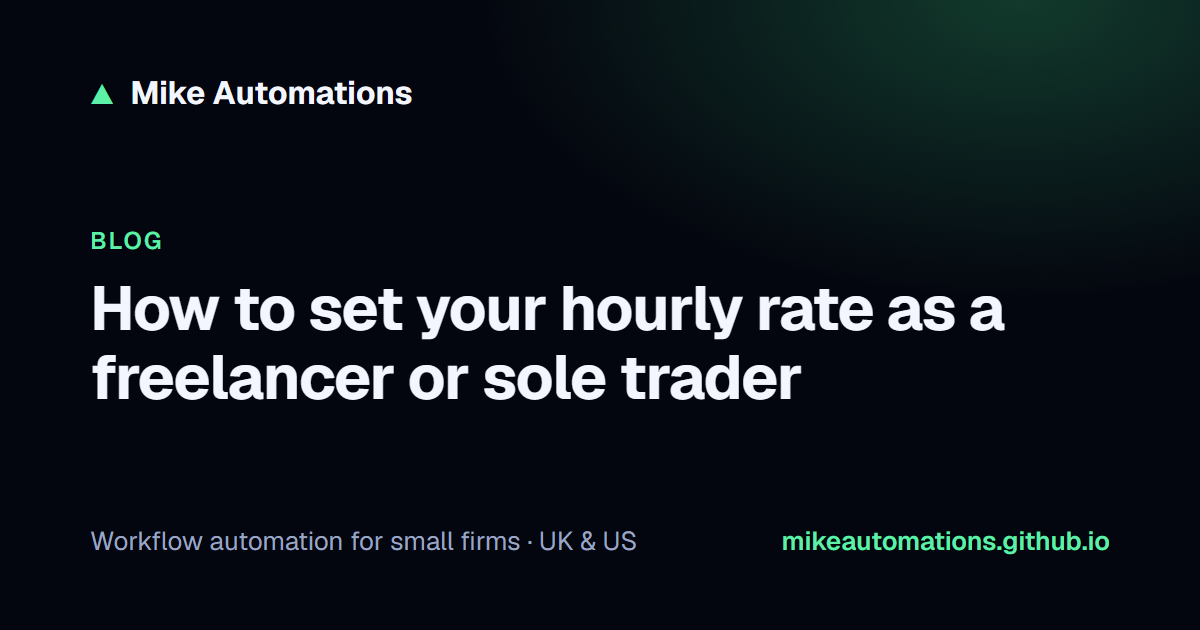 Mike Automations
BLOG
How to set your hourly rate as a
freelancer or sole trader
Workflow automation for small firms · UK & US
mikeautomations.github.io